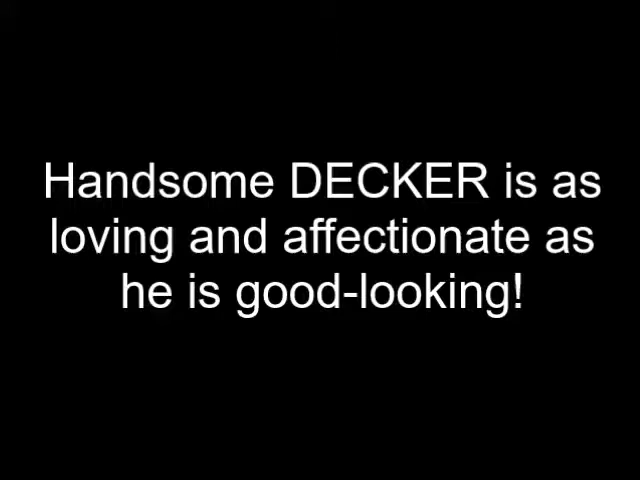 Handsome DECKER is as
loving and affectionate as
he is good-looking!